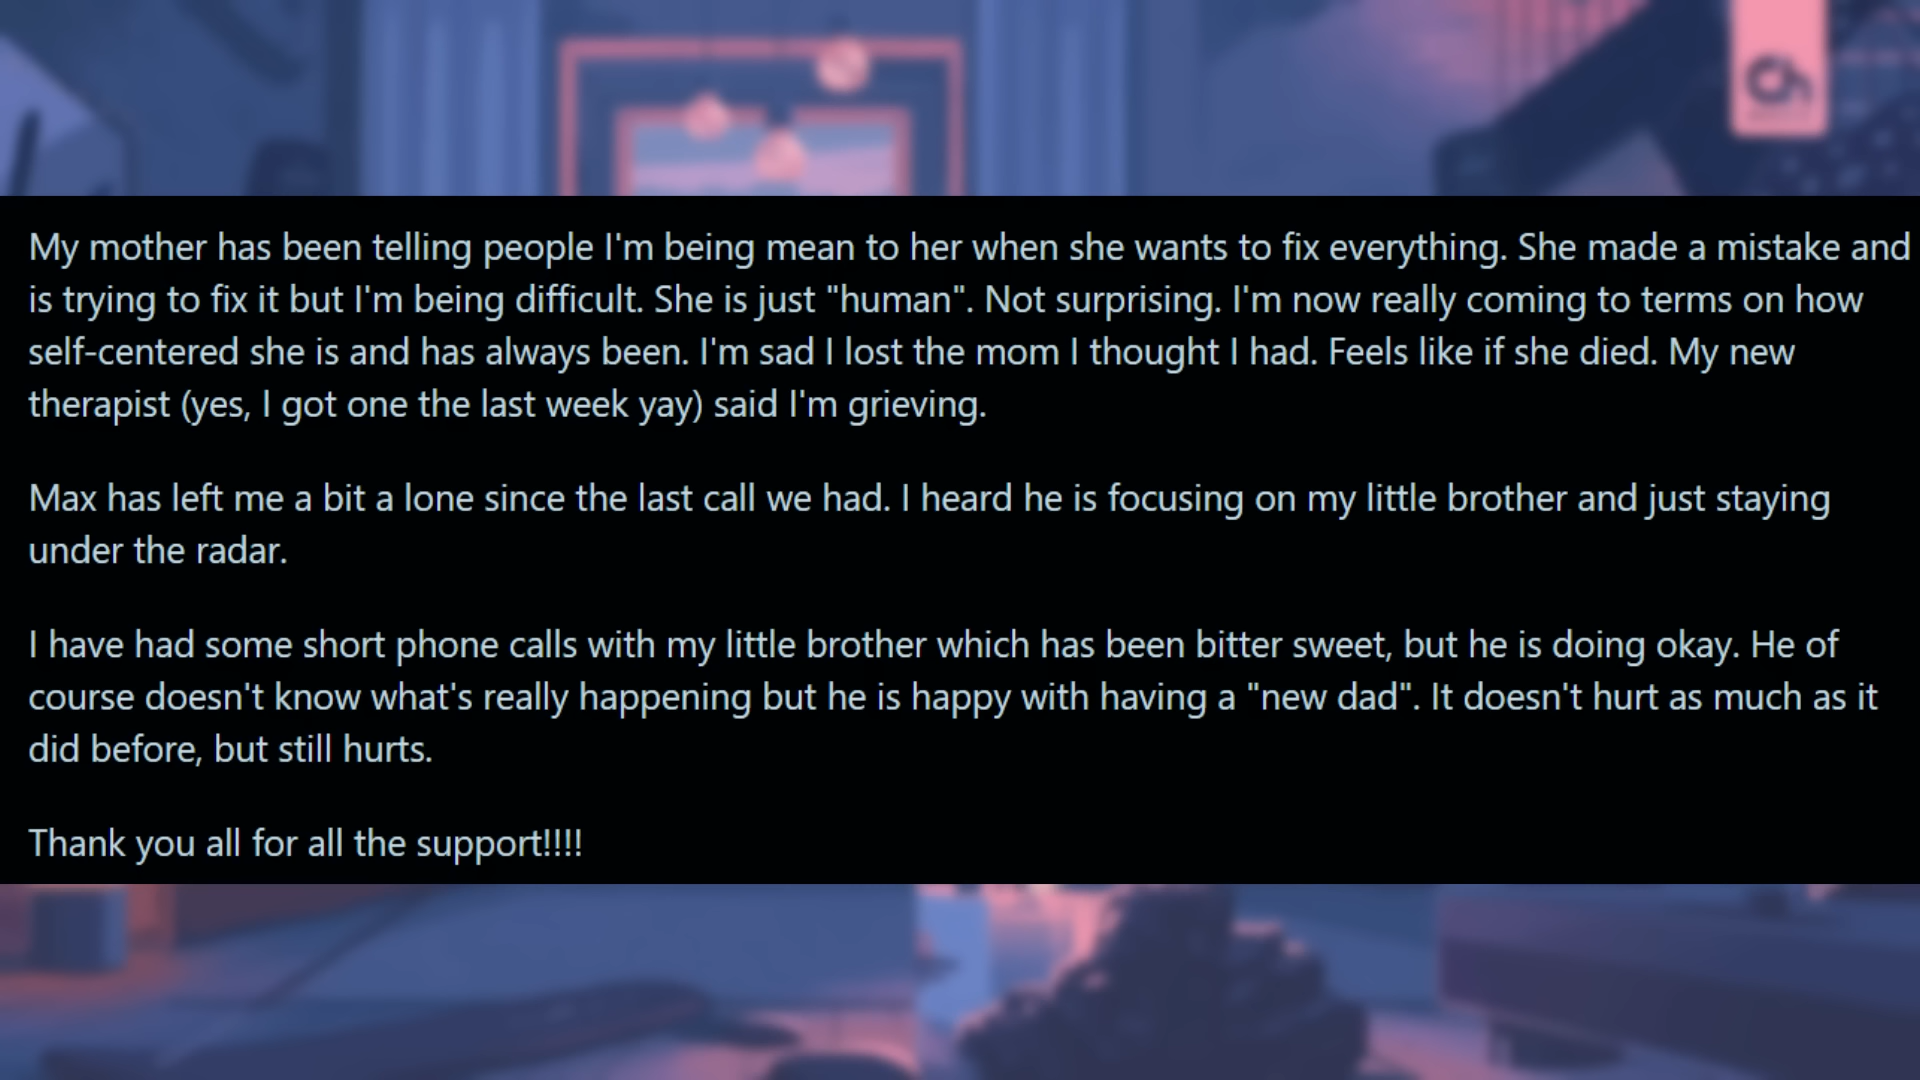 My mother has been telling people I'm being mean to her when she wants to fix everything. She made a mistake and
is trying to fix it but I'm being difficult. She is just "human". Not surprising. I'm now really coming to terms on how
self-centered she is and has always been. I'm sad I lost the mom I thought I had. Feels like if she died. My new
therapist (yes, I got one the last week yay) said I'm grieving.
Max has left me a bit a lone since the last call we had. I heard he is focusing on my little brother and just staying
under the radar.
I have had some short phone calls with my little brother which has been bitter sweet, but he is doing okay. He of
course doesn't know what's really happening but he is happy with having a "new dad". It doesn't hurt as much as it
did before, but still hurts.
Thank you all for all the support!!!!